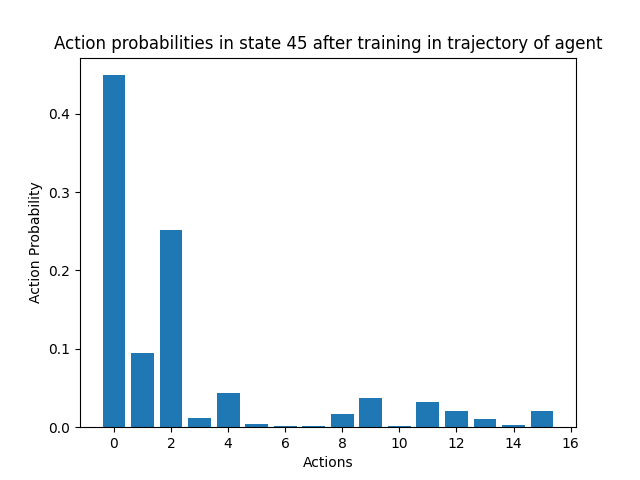 Action probabilities in state 45 after training in trajectory of agent
0.4
0.3
0.2
0.1
0.0
Action Probability
0 2 4 6 8 10 12 14 16
Actions